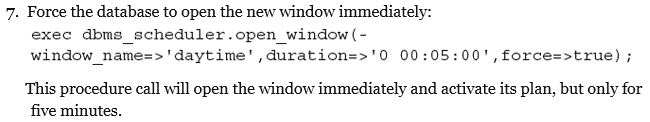 7. Force the database to open the new window immediately:
exec dbms_scheduler.open_window(-
window_name=>'daytime',duration=>'0 00:05:00',force=>true);
This procedure call will open the window immediately and activate its plan, but only for
five minutes.